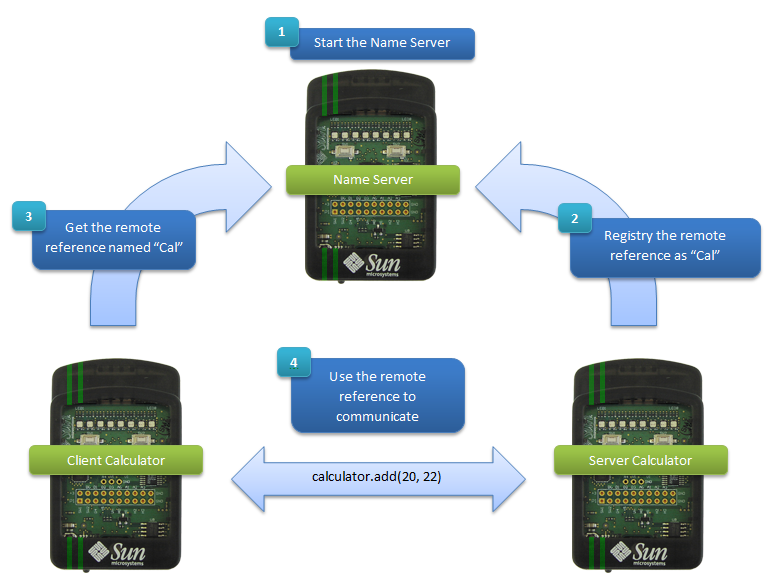 1
Start the Name Server
Name Server
Sun
microsystems
3
Get the remote
reference named “Cal”
2
Registry the remote
reference as “Cal”
4
Use the remote
reference to
communicate
Client Calculator
calculator.add(20, 22)
Server Calculator
Sun
microsystems
Sun
microsystems